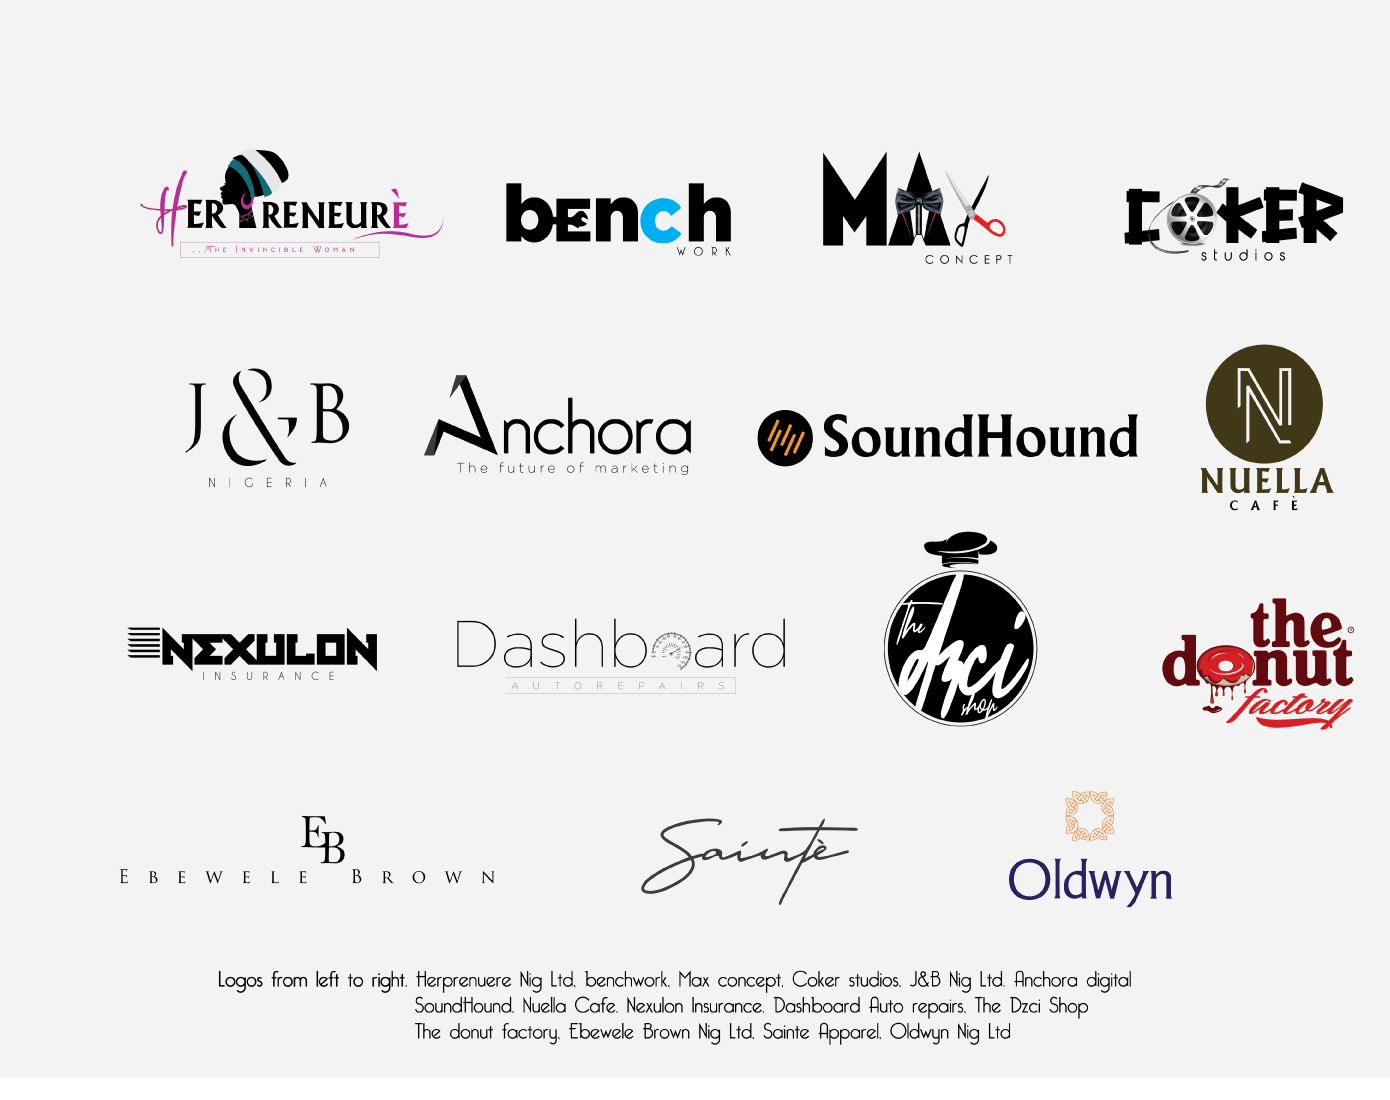 HERPRENEURÈ
...The Invincible Woman
bench
WORK
MAX
CONCEPT
COKER
studios
J&B
NIGERIA
Anchora
The future of marketing
SoundHound
N
NUELLA
CAFÈ
NEXULON
INSURANCE
Dashboard
AUTOREPAIRS
The
dzci
shop
the
donut
factory
EB
EBEWELE BROWN
Saintè
Oldwyn
Logos from left to right. Herprenuere Nig Ltd, benchwork, Max concept, Coker studios, J&B Nig Ltd. Anchora digital
SoundHound, Nuella Cafe, Nexulon Insurance, Dashboard Auto repairs, The Dzci Shop
The donut factory, Ebewele Brown Nig Ltd, Sainte Apparel, Oldwyn Nig Ltd